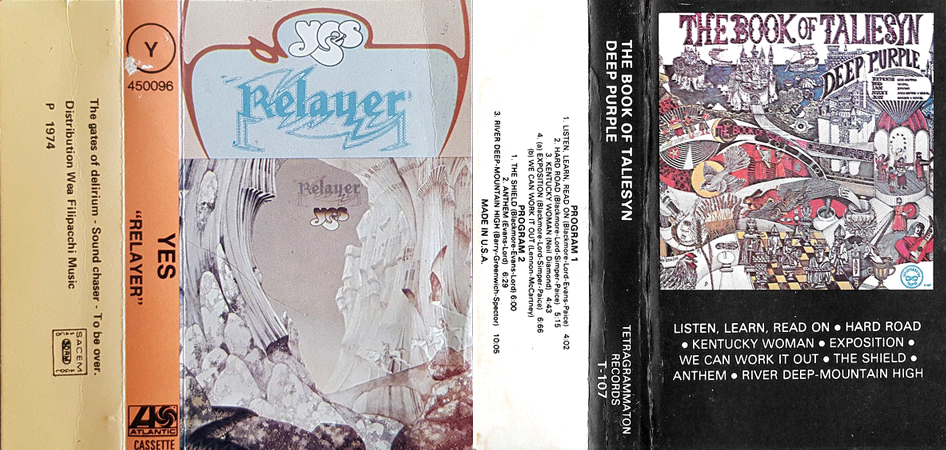 The gates of delirium - Sound chaser - To be over.
Distribution Wea Filipacchi Music
P 1974
SACEM
Y
450096
YES
"RELAYER"
ATLANTIC
CASSETTE
YES
Relayer
Relayer
YES
PROGRAM 1
1. LISTEN, LEARN, READ ON (Blackmore-Lord-Evans-Paice) 4:02
2. HARD ROAD (Blackmore-Lord-Simper-Paice) 5:15
3. KENTUCKY WOMAN (Neil Diamond) 4:43
4. (a) EXPOSITION (Blackmore-Lord-Simper-Paice) 6:66
(b) WE CAN WORK IT OUT (Lennon-McCartney)
PROGRAM 2
1. THE SHIELD (Blackmore-Evans-Lord) 6:00
2. ANTHEM (Evans-Lord) 6:29
3. RIVER DEEP-MOUNTAIN HIGH (Barry-Greenwich-Spector) 10:05
MADE IN U.S.A.
THE BOOK OF TALIESYN
DEEP PURPLE
TETRAGRAMMATON
RECORDS
T-107
THE BOOK OF TALIESYN
DEEP PURPLE
THE BOOK OF
LISTEN, LEARN, READ ON • HARD ROAD
• KENTUCKY WOMAN • EXPOSITION •
WE CAN WORK IT OUT • THE SHIELD •
ANTHEM • RIVER DEEP-MOUNTAIN HIGH